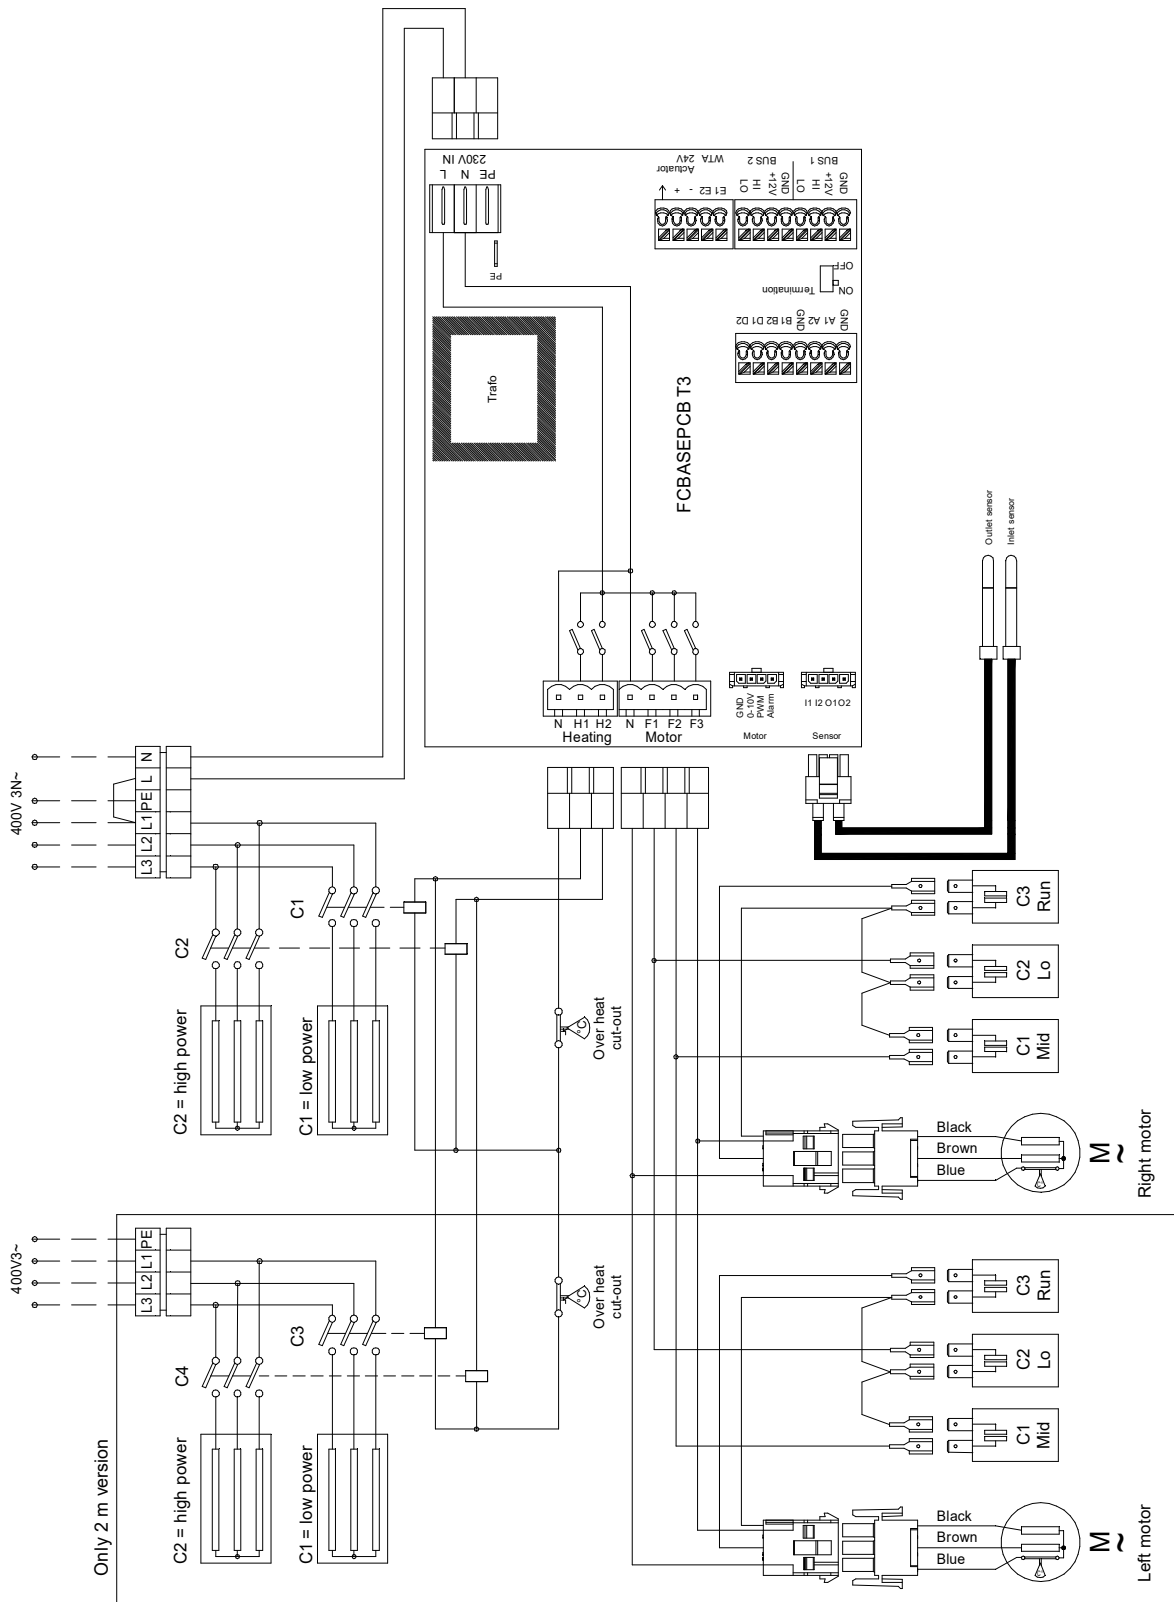 230V IN
L N PE
PE
Trafo
FCBASEPCB T3
WTA 24V
Actuator
↑ + - E1 E2
BUS 2
LO
HI
+12V
GND
BUS 1
LO
HI
+12V
GND
OFF
ON
Termination
D2 D1 B2 B1
GND
A2 A1
GND
N H1 H2
Heating
N F1 F2 F3
Motor
GND
0-10V
PWM
Alarm
Motor
I1 I2 O1 O2
Sensor
Outlet sensor
Inlet sensor
400V 3N~
N
L
PE
L1
L2
L3
C1
C2
C2 = high power
C1 = low power
°C
Over heat
cut-out
C3
Run
C2
Lo
C1
Mid
Black
Brown
Blue
M
~
Right motor
Only 2 m version
400V3~
PE
L1
L2
L3
C3
C4
C2 = high power
C1 = low power
°C
Over heat
cut-out
C3
Run
C2
Lo
C1
Mid
Black
Brown
Blue
M
~
Left motor